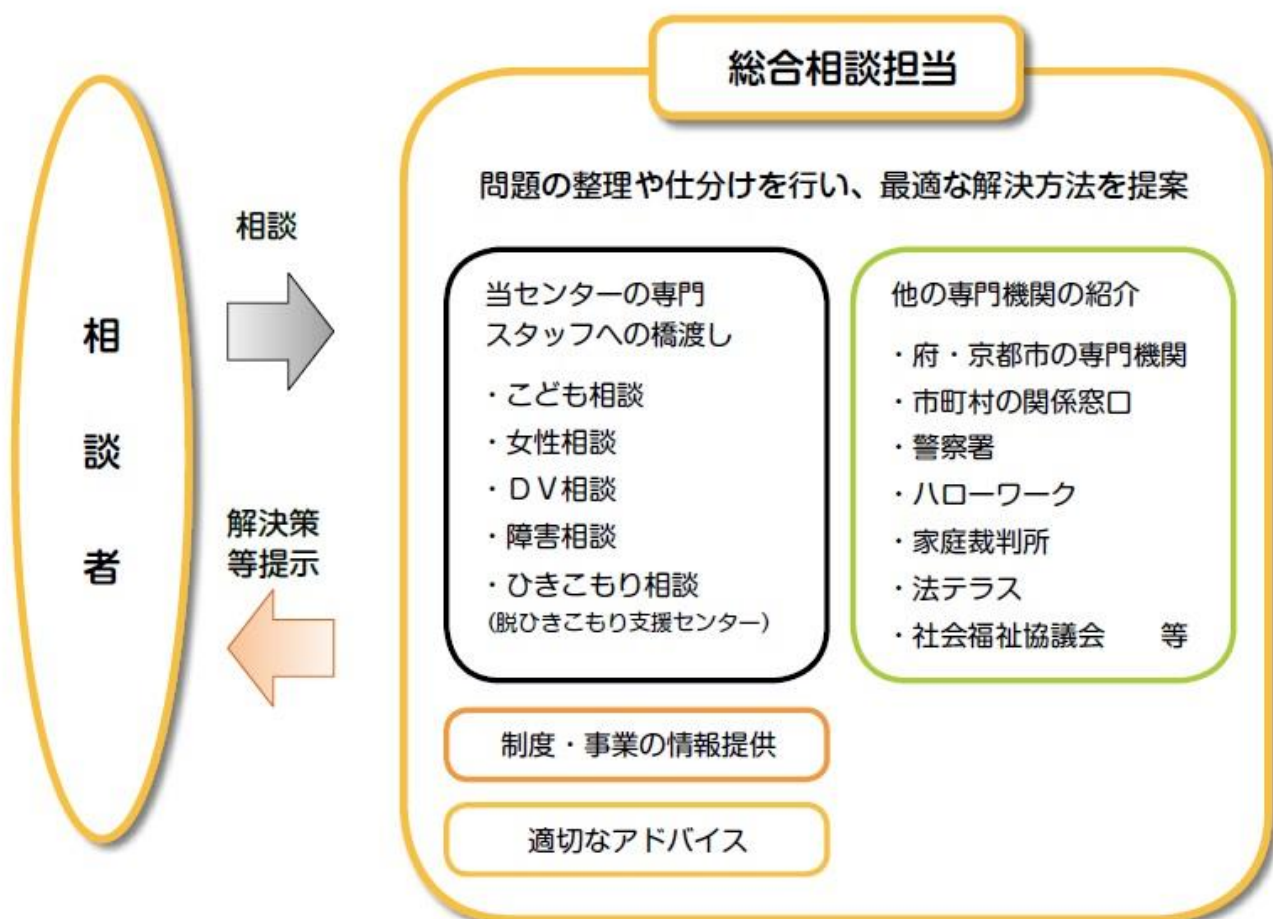 総合相談担当
問題の整理や仕分けを行い、最適な解決方法を提案
相談者
相談
解決策
等提示
当センターの専門
スタッフへの橋渡し
・こども相談
・女性相談
・ＤＶ相談
・障害相談
・ひきこもり相談
（脱ひきこもり支援センター）
他の専門機関の紹介
・府・京都市の専門機関
・市町村の関係窓口
・警察署
・ハローワーク
・家庭裁判所
・法テラス
・社会福祉協議会　　等
制度・事業の情報提供
適切なアドバイス